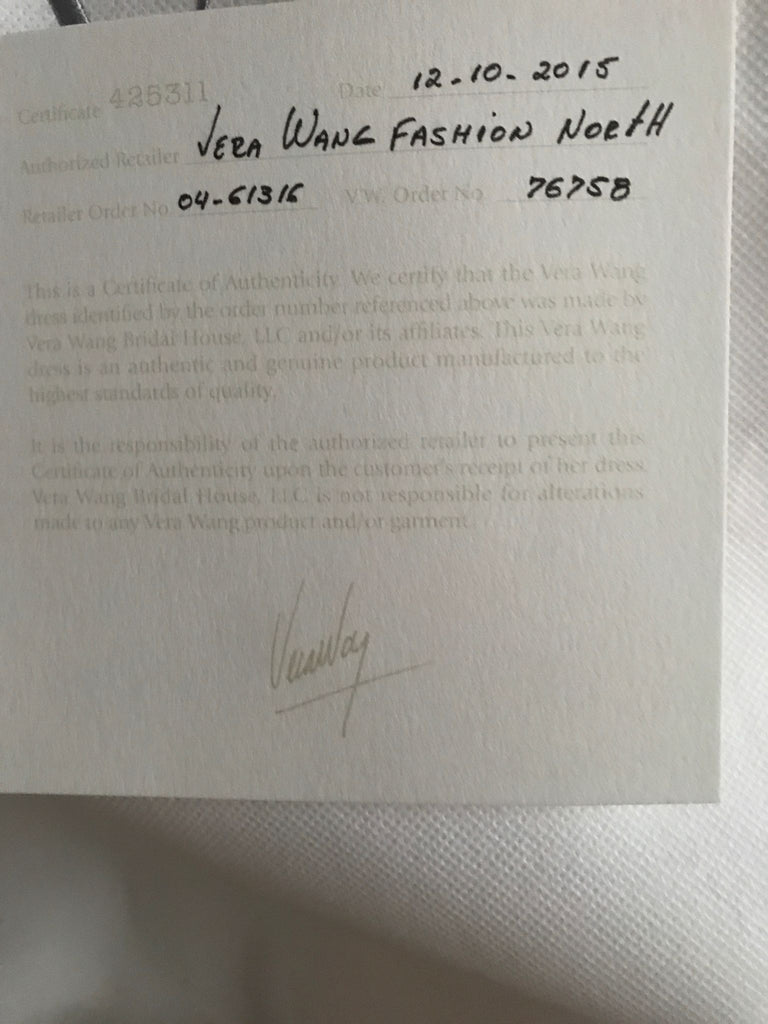 Certificate 425311 Date 12-10-2015
Authorized Retailer VERA WANG FASHION NORTH
Retailer Order No. 04-61316 V.W. Order No. 76758
This is a Certificate of Authenticity. We certify that the Vera Wang
dress identified by the order number referenced above was made by
Vera Wang Bridal House, LLC and/or its affiliates. This Vera Wang
dress is an authentic and genuine product manufactured to the
highest standards of quality.
It is the responsibility of the authorized retailer to present this
Certificate of Authenticity upon the customer's receipt of her dress.
Vera Wang Bridal House, LLC is not responsible for alterations
made to any Vera Wang product and/or garment.
Vera Wang